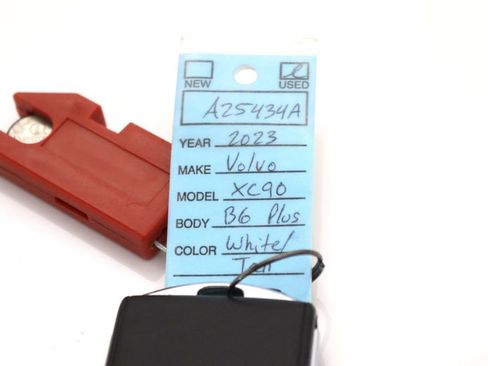 NEW USED
A25434A
YEAR 2023
MAKE Volvo
MODEL XC90
BODY B6 Plus
COLOR White/
Tan